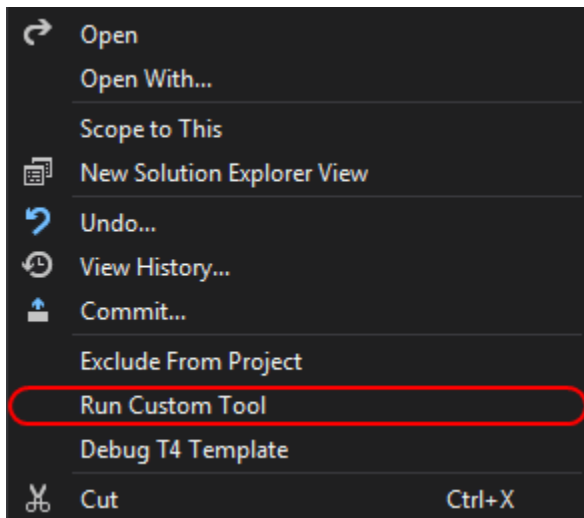 Open
Open With...
Scope to This
New Solution Explorer View
Undo...
View History...
Commit...
Exclude From Project
Run Custom Tool
Debug T4 Template
Cut Ctrl+X